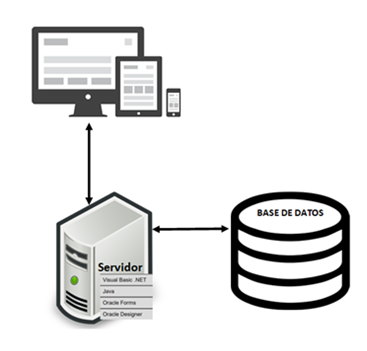 BASE DE DATOS
Servidor
Visual Basic .NET
Java
Oracle Forms
Oracle Designer